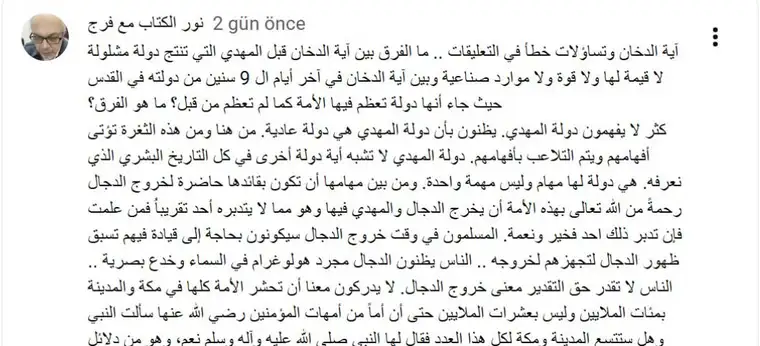 نور الكتاب مع فرج 2 gün önce
آية الدخان وتساؤلات خطأ في التعليقات .. ما الفرق بين آية الدخان قبل المهدي التي تنتج دولة مشلولة
لا قيمة لها ولا قوة ولا موارد صناعية وبين آية الدخان في آخر أيام ال 9 سنين من دولته في القدس
حيث جاء أنها دولة تعظم فيها الأمة كما لم تعظم من قبل؟ ما هو الفرق؟
كثر لا يفهمون دولة المهدي. يظنون بأن دولة المهدي هي دولة عادية. من هنا ومن هذه الثغرة تؤتى
أفهامهم ويتم التلاعب بأفهامهم. دولة المهدي لا تشبه أية دولة أخرى في كل التاريخ البشري الذي
نعرفه. هي دولة لها مهام وليس مهمة واحدة. ومن بين مهامها أن تكون بقائدها حاضرة لخروج الدجال
رحمةً من الله تعالى بهذه الأمة أن يخرج الدجال والمهدي فيها وهو مما لا يتدبره أحد تقريباً فمن علمت
فإن تدبر ذلك احد فخير ونعمة. المسلمون في وقت خروج الدجال سيكونون بحاجة إلى قيادة فيهم تسبق
ظهور الدجال لتجهزهم لخروجه .. الناس يظنون الدجال مجرد هولوغرام في السماء وخدع بصرية ..
الناس لا تقدر حق التقدير معنى خروج الدجال. لا يدركون معنا أن تحشر الأمة كلها في مكة والمدينة
بمئات الملايين وليس بعشرات الملايين حتى أن أماً من أمهات المؤمنين رضي الله عنها سألت النبي
وهل ستتسع المدينة ومكة لكل هذا العدد فقال لها النبي صلى الله عليه وآله وسلم نعم، وهو من دلائل